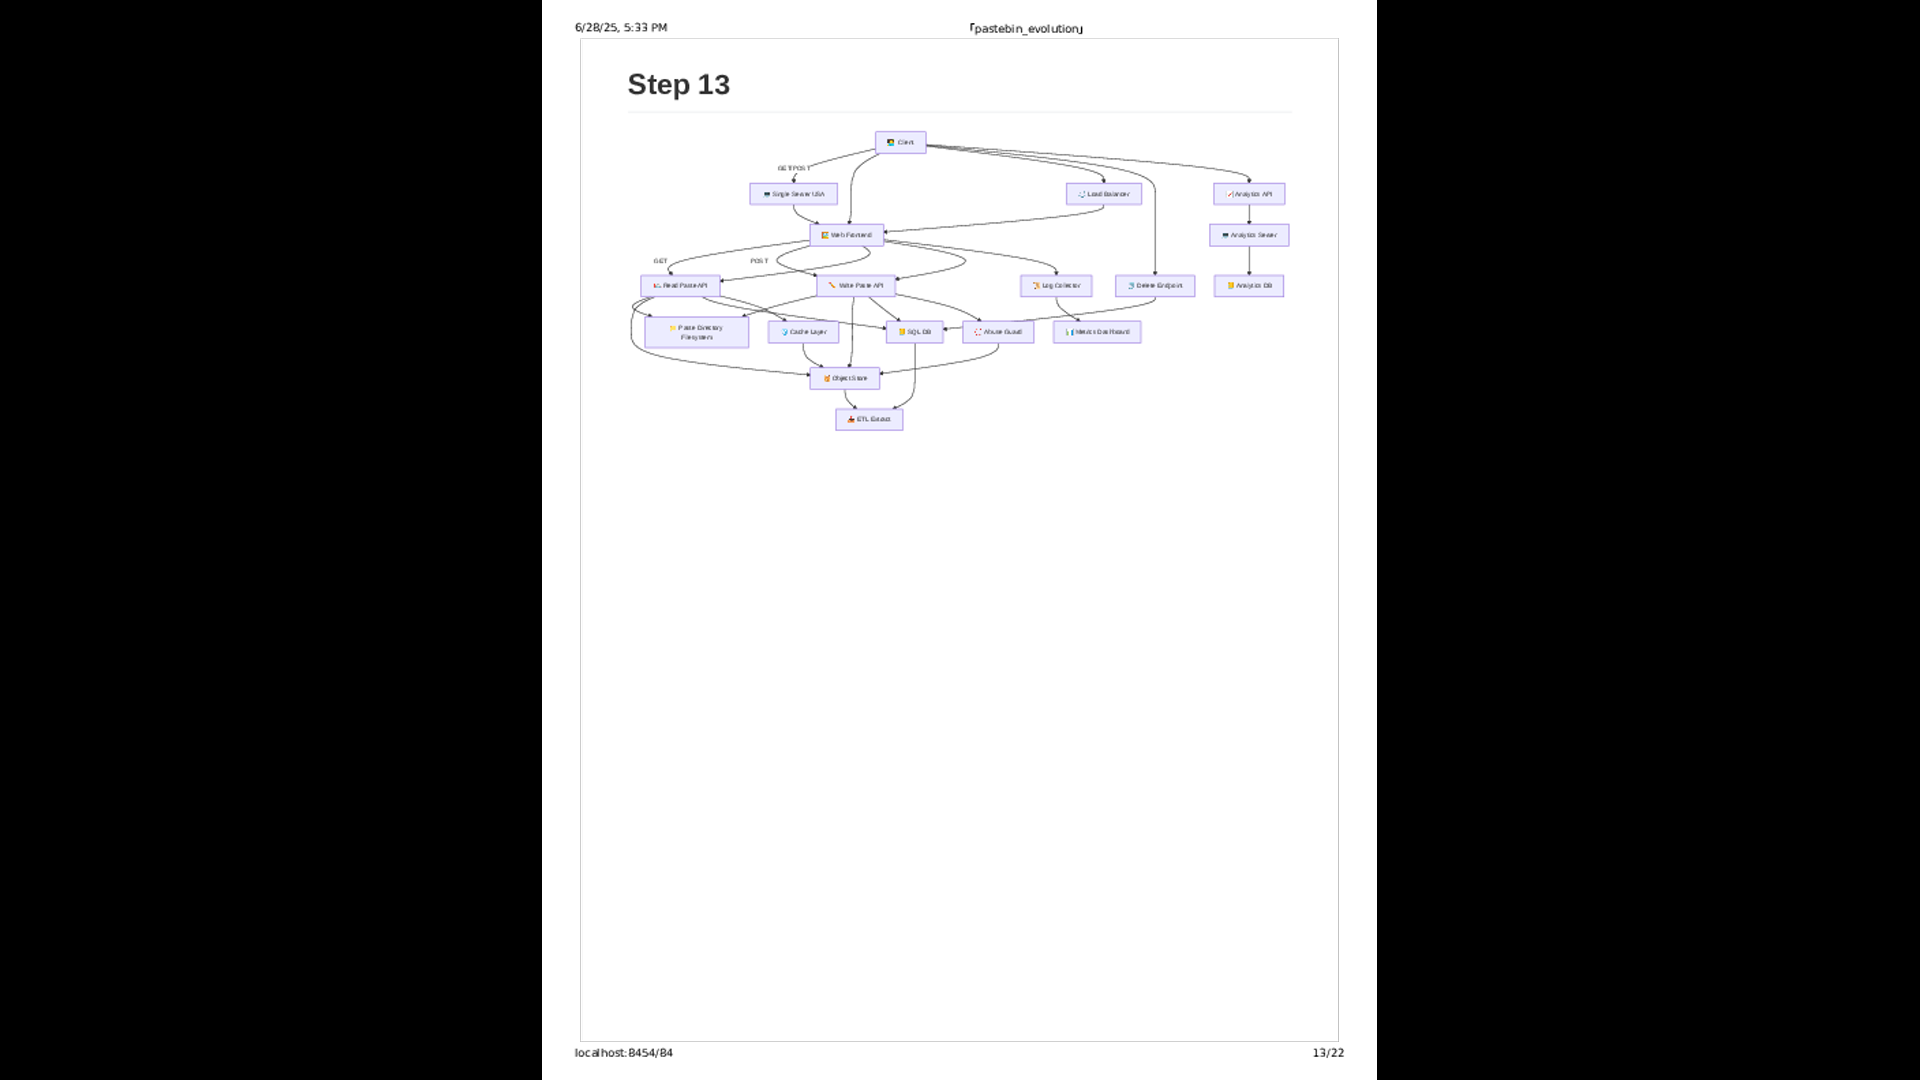 6/28/25, 5:33 PM
「pastebin_evolution」
Step 13
Client
GET/POST
Single Server USA
Load Balancer
Analytics API
Web Frontend
Analytics Server
GET
POST
Read Paste API
Write Paste API
Log Collector
Delete Endpoint
Analytics DB
Paste Directory
Filesystem
Cache Layer
SQL DB
Abuse Guard
Metrics Dashboard
Object Store
ETL Extract
localhost:8454/84
13/22